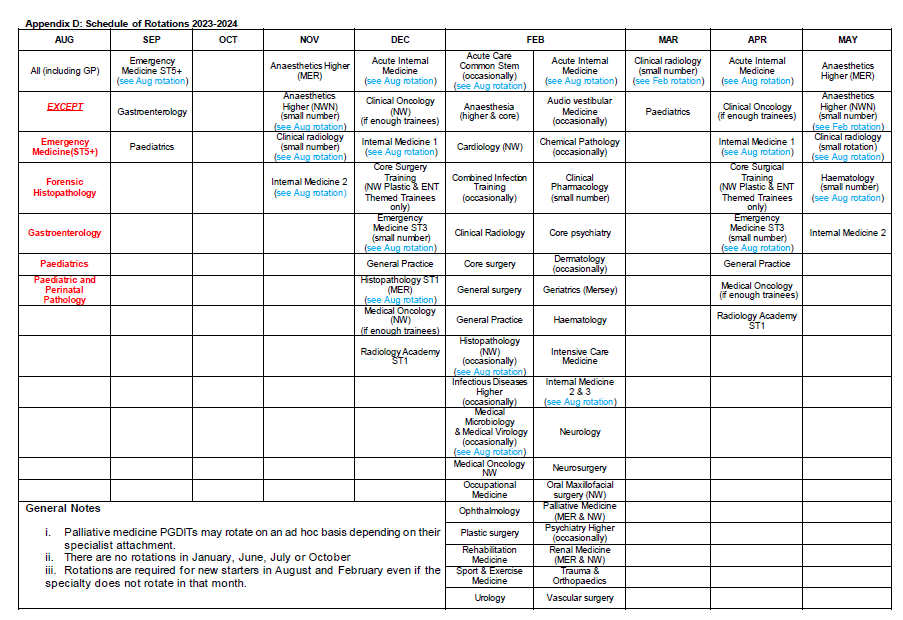 Appendix D: Schedule of Rotations 2023-2024
AUG SEP OCT NOV DEC FEB MAR APR MAY
All (including GP)
Emergency
Medicine ST5+
(see Aug rotation)
Anaesthetics Higher
(MER)
Acute Internal
Medicine
(see Aug rotation)
Acute Care
Common Stem
(occasionally)
(see Aug rotation)
Acute Internal
Medicine
(see Aug rotation)
Clinical radiology
(small number)
(see Feb rotation)
Acute Internal
Medicine
(see Aug rotation)
Anaesthetics
Higher (MER)
EXCEPT
Gastroenterology
Anaesthetics
Higher (NWN)
(small number)
(see Aug rotation)
Clinical Oncology
(NW)
(if enough trainees)
Anaesthesia
(higher & core)
Audio vestibular
Medicine
(occasionally)
Paediatrics
Clinical Oncology
(if enough trainees)
Anaesthetics
Higher (NWN)
(small number)
(see Feb rotation)
Emergency
Medicine(ST5+)
Paediatrics
Clinical radiology
(small number)
(see Aug rotation)
Internal Medicine 1
(see Aug rotation)
Cardiology (NW)
Chemical Pathology
(occasionally)
Internal Medicine 1
(see Aug rotation)
Clinical radiology
(small rotation)
(see Aug rotation)
Forensic
Histopathology
Internal Medicine 2
(see Aug rotation)
Core Surgery
Training
(NW Plastic & ENT
Themed Trainees
only)
Combined Infection
Training
(occasionally)
Clinical
Pharmacology
(small number)
Core Surgical
Training
(NW Plastic & ENT
Themed Trainees
only)
Haematology
(small number)
(see Aug rotation)
Gastroenterology
Emergency
Medicine ST3
(small number)
(see Aug rotation)
Clinical Radiology
Core psychiatry
Emergency
Medicine ST3
(small number)
(see Aug rotation)
Internal Medicine 2
Paediatrics
General Practice
Core surgery
Dermatology
(occasionally)
General Practice
Paediatric and
Perinatal
Pathology
Histopathology ST1
(MER)
(see Aug rotation)
General surgery
Geriatrics (Mersey)
Medical Oncology
(if enough trainees)
Medical Oncology
(NW)
(if enough trainees)
General Practice
Haematology
Radiology Academy
ST1
Radiology Academy
ST1
Histopathology
(NW)
(occasionally)
(see Aug rotation)
Intensive Care
Medicine
Infectious Diseases
Higher
(occasionally)
Internal Medicine
2 & 3
(see Aug rotation)
Medical
Microbiology
& Medical Virology
(occasionally)
(see Aug rotation)
Neurology
Medical Oncology
NW
Neurosurgery
Occupational
Medicine
Oral Maxillofacial
surgery (NW)
General Notes
i. Palliative medicine PGDITs may rotate on an ad hoc basis depending on their
specialist attachment.
ii. There are no rotations in January, June, July or October
iii. Rotations are required for new starters in August and February even if the
specialty does not rotate in that month.
Ophthalmology
Palliative Medicine
(MER & NW)
Plastic surgery
Psychiatry Higher
(occasionally)
Rehabilitation
Medicine
Renal Medicine
(MER & NW)
Sport & Exercise
Medicine
Trauma &
Orthopaedics
Urology
Vascular surgery